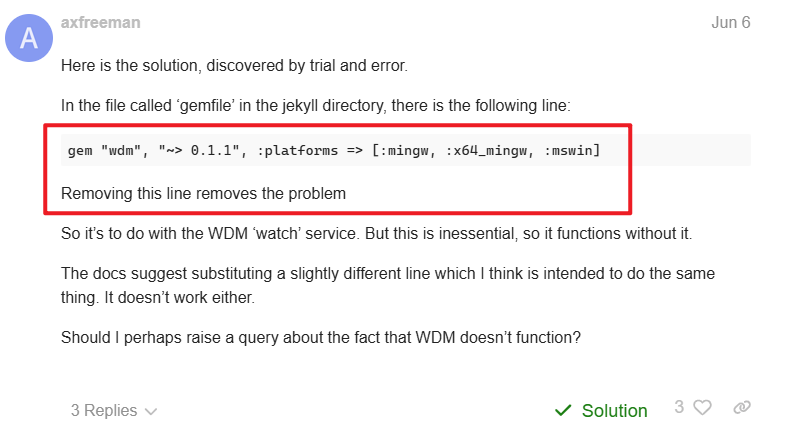 A
axfreeman
Jun 6
Here is the solution, discovered by trial and error.
In the file called ‘gemfile’ in the jekyll directory, there is the following line:
gem "wdm", "~> 0.1.1", :platforms => [:mingw, :x64_mingw, :mswin]
Removing this line removes the problem
So it’s to do with the WDM ‘watch’ service. But this is inessential, so it functions without it.
The docs suggest substituting a slightly different line which I think is intended to do the same
thing. It doesn’t work either.
Should I perhaps raise a query about the fact that WDM doesn’t function?
3 Replies
Solution
3